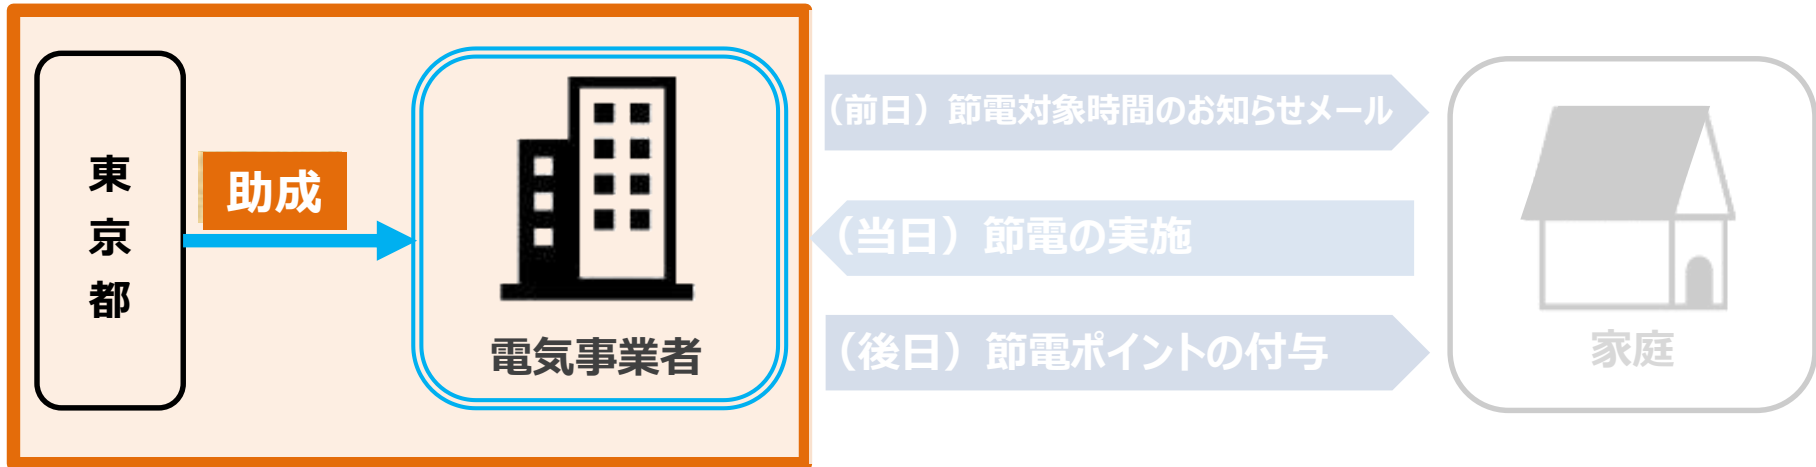 東京都
助成
電気事業者
（前日）節電対象時間のお知らせメール
（当日）節電の実施
（後日）節電ポイントの付与
家庭